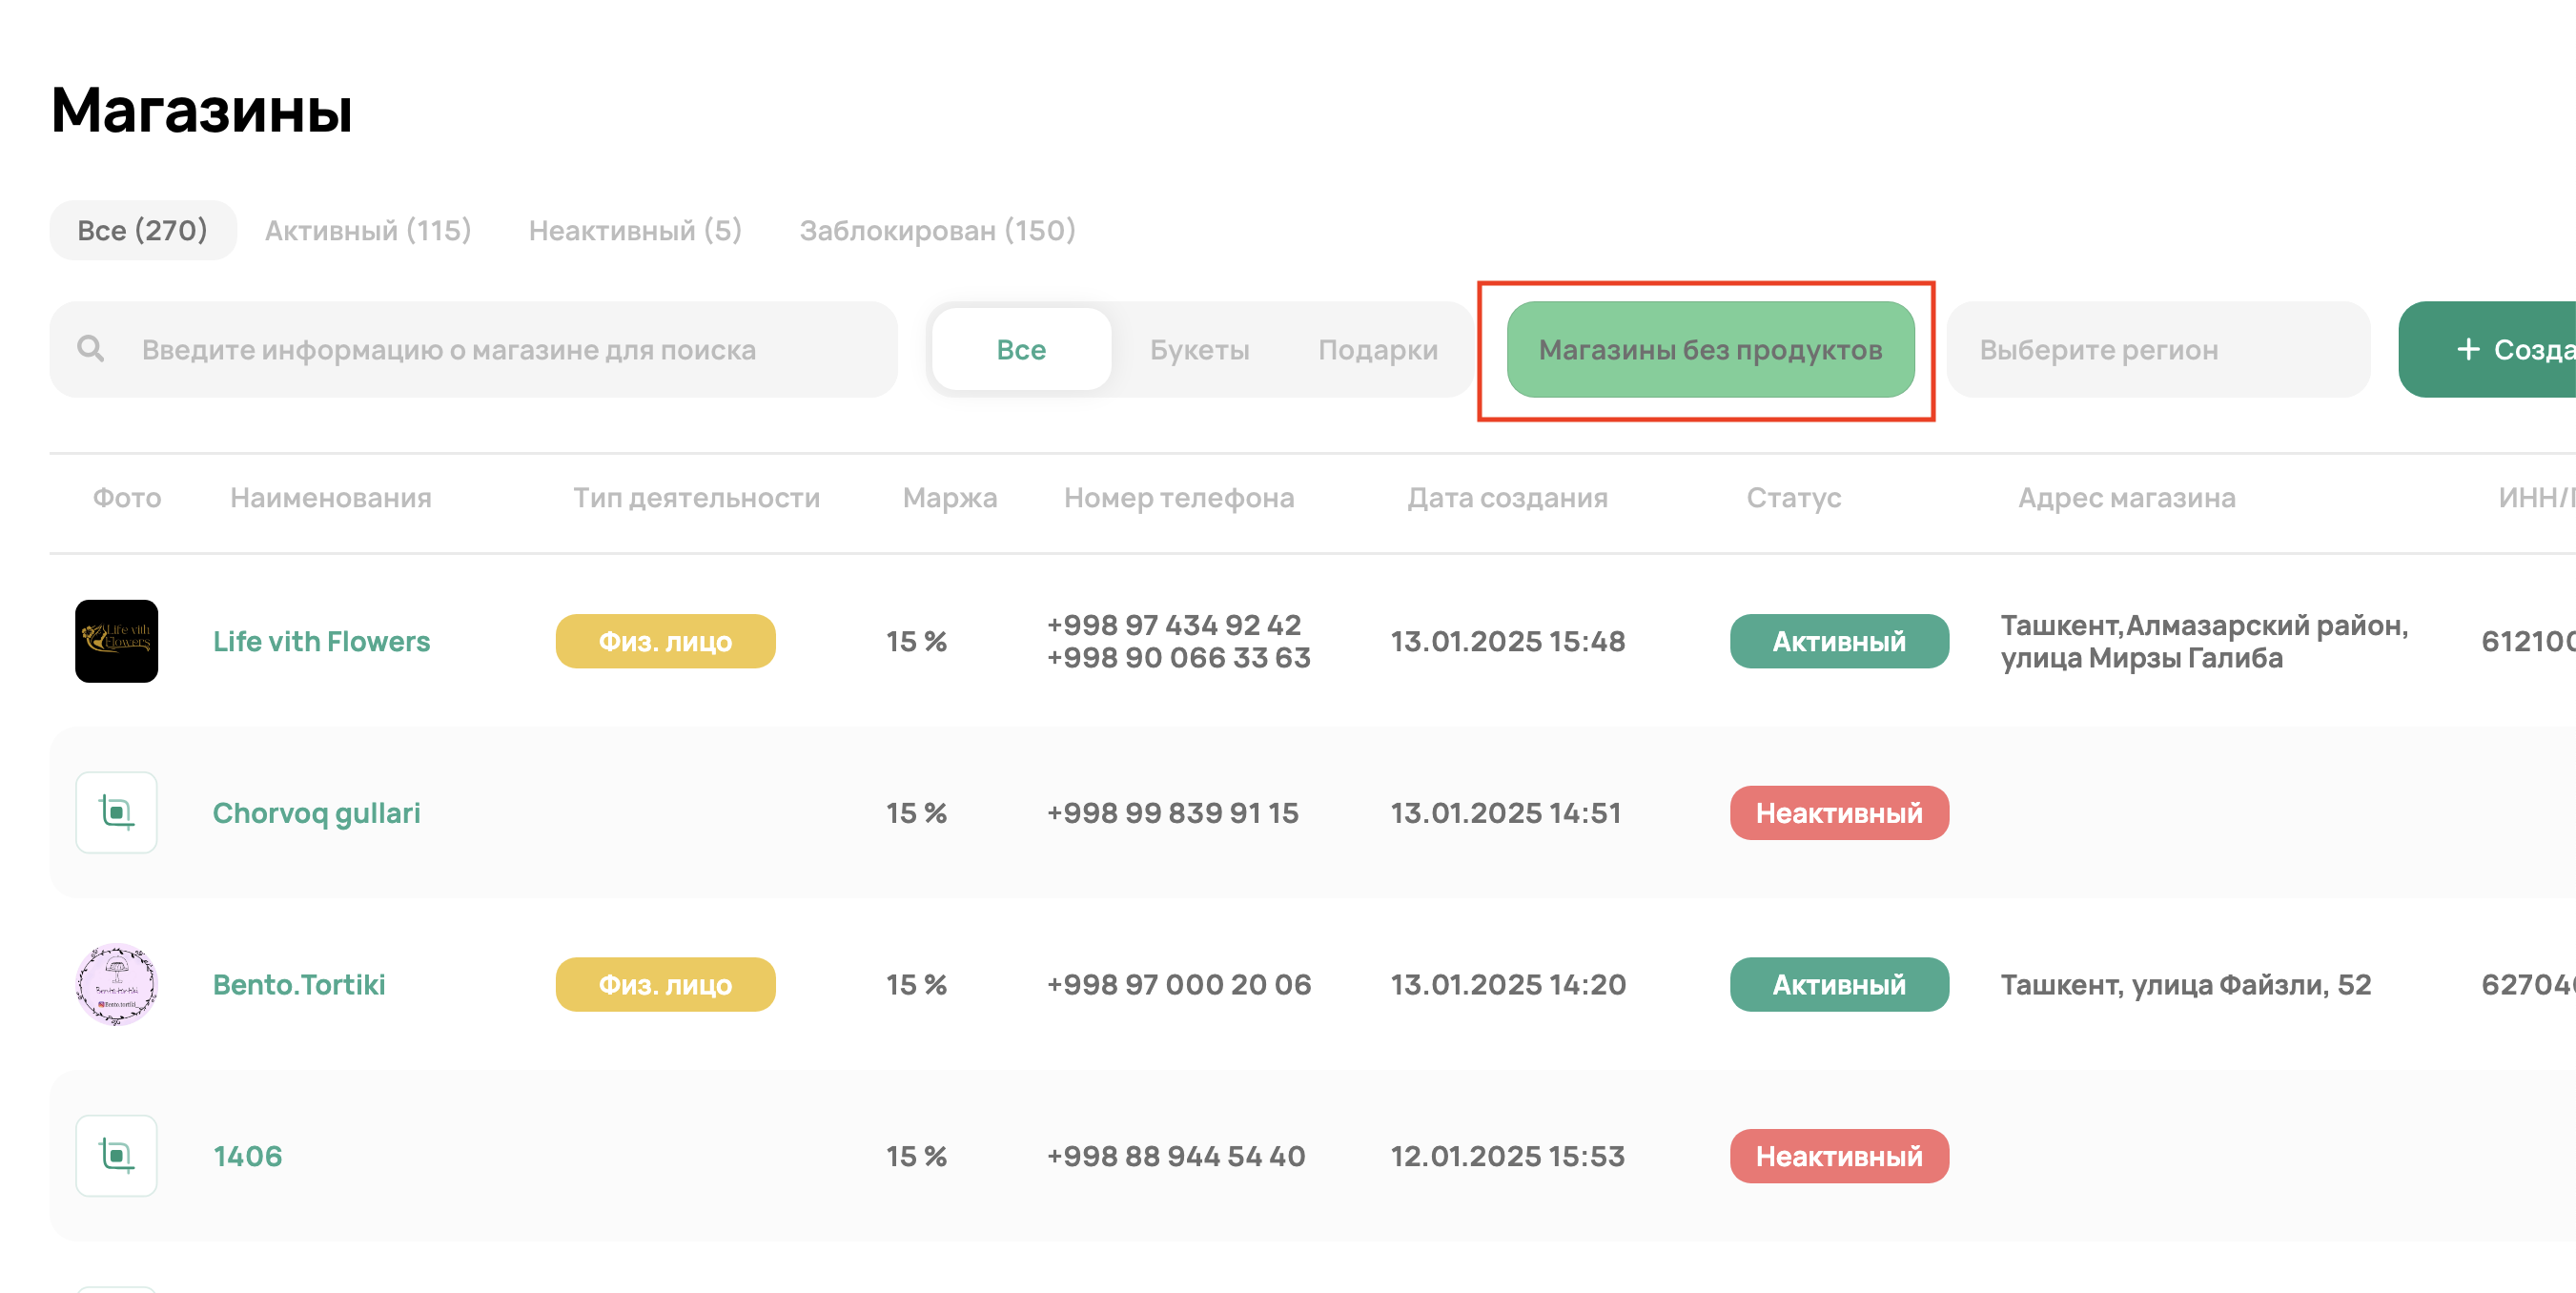 Магазины
Все (270) Активный (115) Неактивный (5) Заблокирован (150)
Введите информацию о магазине для поиска Все Букеты Подарки Магазины без продуктов Выберите регион + Созда
Фото Наименования Тип деятельности Маржа Номер телефона Дата создания Статус Адрес магазина ИНН/
Life vith Flowers
Life vith Flowers Физ. лицо 15 % +998 97 434 92 42
+998 90 066 33 63 13.01.2025 15:48 Активный Ташкент,Алмазарский район,
улица Мирзы Галиба 612100
Chorvoq gullari 15 % +998 99 839 91 15 13.01.2025 14:51 Неактивный
Bento.Tortiki Физ. лицо 15 % +998 97 000 20 06 13.01.2025 14:20 Активный Ташкент, улица Файзли, 52 62704
1406 15 % +998 88 944 54 40 12.01.2025 15:53 Неактивный